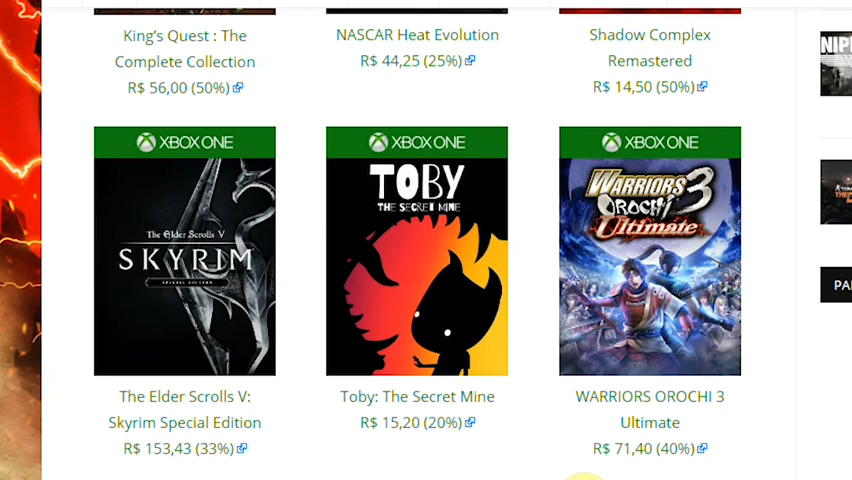 King's Quest : The
Complete Collection
R$ 56,00 (50%)
NASCAR Heat Evolution
R$ 44,25 (25%)
Shadow Complex
Remastered
R$ 14,50 (50%)
XBOX ONE
The Elder Scrolls V
SKYRIM
SPECIAL EDITION
The Elder Scrolls V:
Skyrim Special Edition
R$ 153,43 (33%)
XBOX ONE
TOBY
THE SECRET MINE
Toby: The Secret Mine
R$ 15,20 (20%)
XBOX ONE
WARRIORS
OROCHI 3
Ultimate
WARRIORS OROCHI 3
Ultimate
R$ 71,40 (40%)